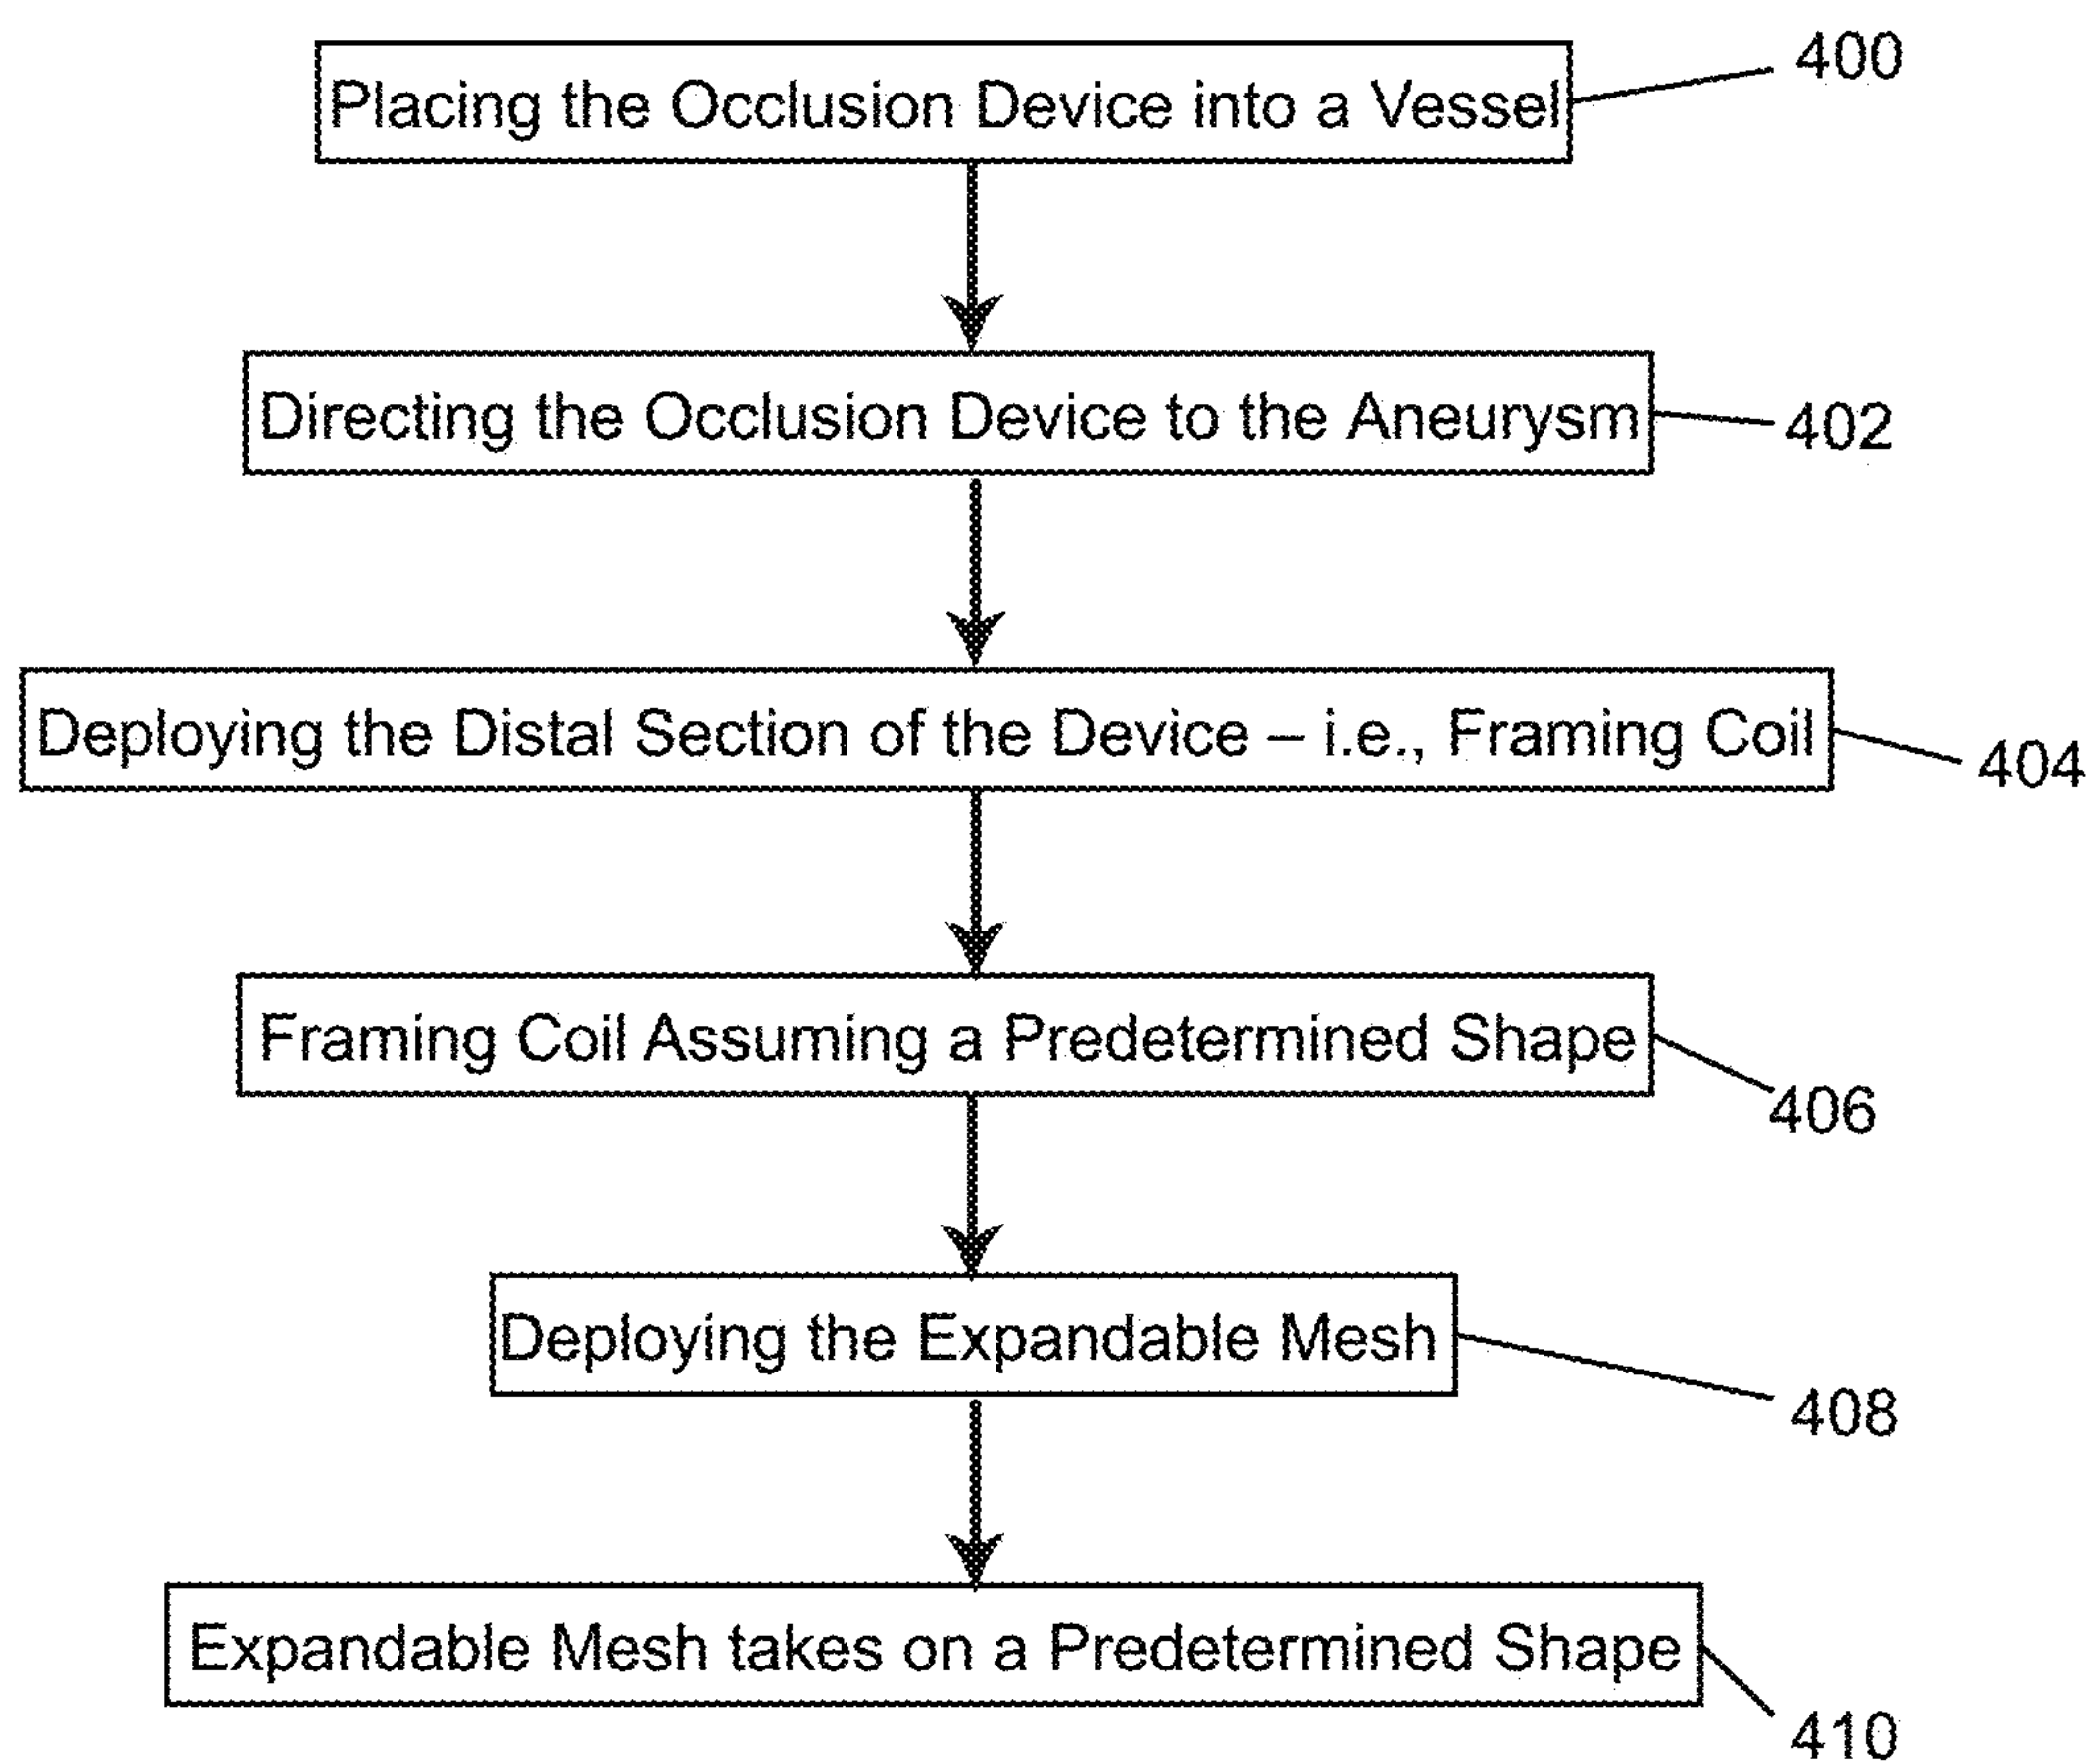 Placing the Occlusion Device into a Vessel
400
Directing the Occlusion Device to the Aneurysm
402
Deploying the Distal Section of the Device – i.e., Framing Coil
404
Framing Coil Assuming a Predetermined Shape
406
Deploying the Expandable Mesh
408
Expandable Mesh takes on a Predetermined Shape
410